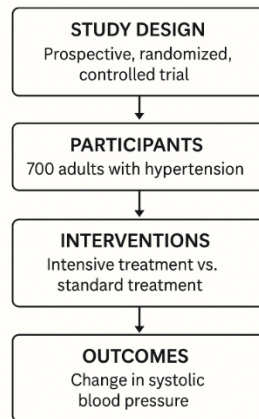 STUDY DESIGN
Prospective, randomized,
controlled trial
PARTICIPANTS
700 adults with hypertension
INTERVENTIONS
Intensive treatment vs.
standard treatment
OUTCOMES
Change in systolic
blood pressure